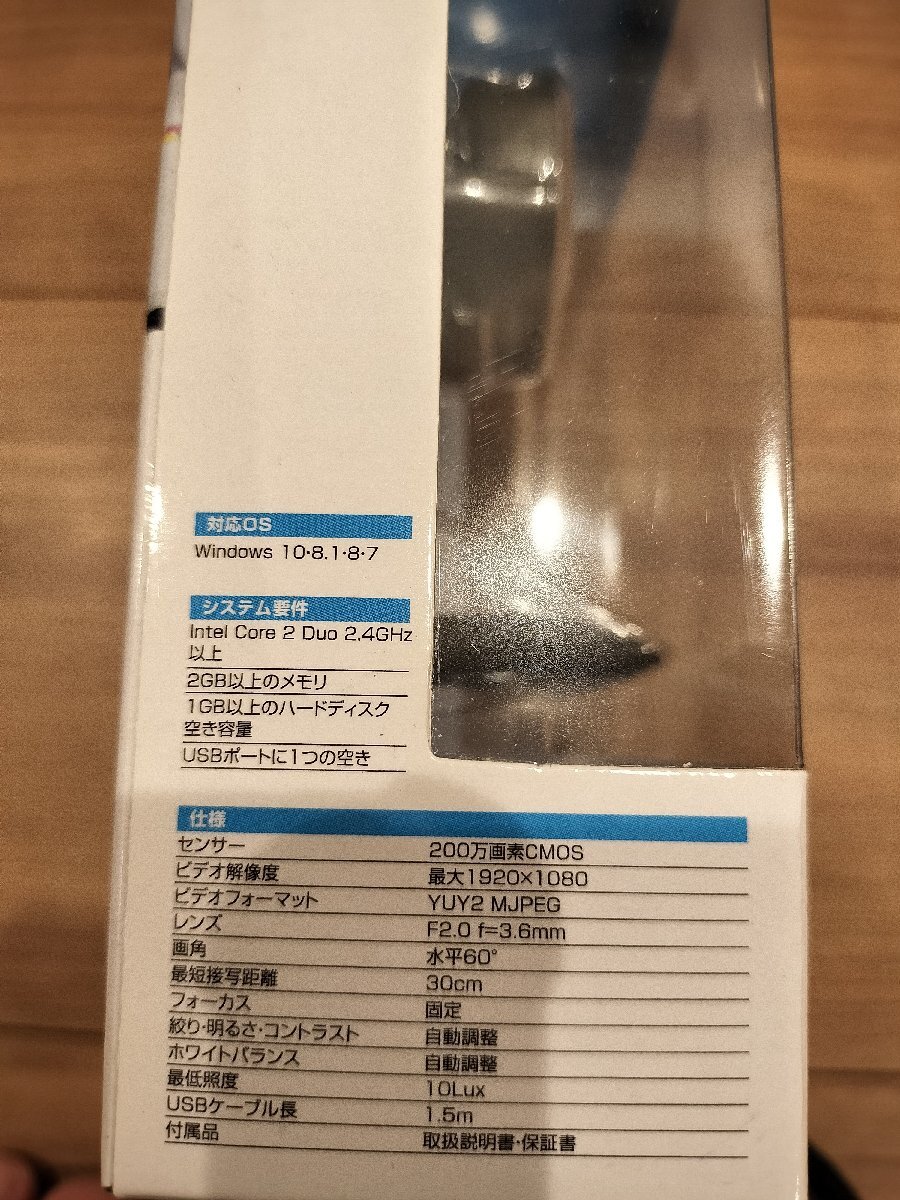 対応OS
Windows 10・8.1・8・7
システム要件
Intel Core 2 Duo 2.4GHz
以上
2GB以上のメモリ
1GB以上のハードディスク
空き容量
USBポートに1つの空き
仕様
センサー 200万画素CMOS
ビデオ解像度 最大1920×1080
ビデオフォーマット YUY2 MJPEG
レンズ F2.0 f=3.6mm
画角 水平60°
最短接写距離 30cm
フォーカス 固定
絞り・明るさ・コントラスト 自動調整
ホワイトバランス 自動調整
最低照度 10Lux
USBケーブル長 1.5m
付属品 取扱説明書・保証書